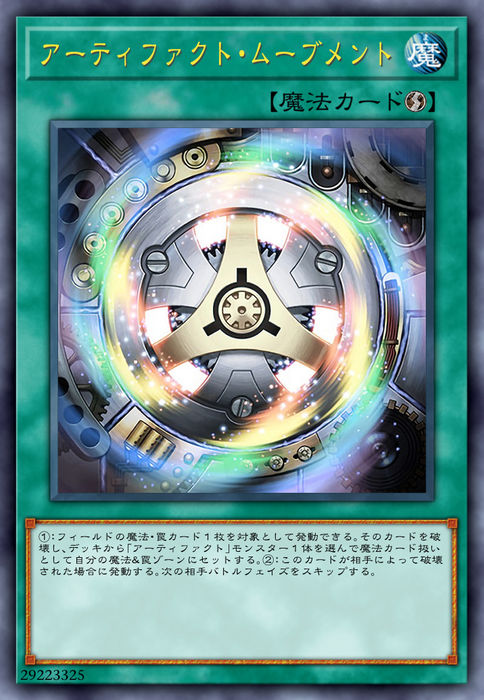 アーティファクト・ムーブメント
魔
【魔法カード】
①：フィールドの魔法・罠カード１枚を対象として発動できる。そのカードを破
壊し、デッキから「アーティファクト」モンスター１体を選んで魔法カード扱い
として自分の魔法&罠ゾーンにセットする。②：このカードが相手によって破壊
された場合に発動する。次の相手バトルフェイズをスキップする。
29223325